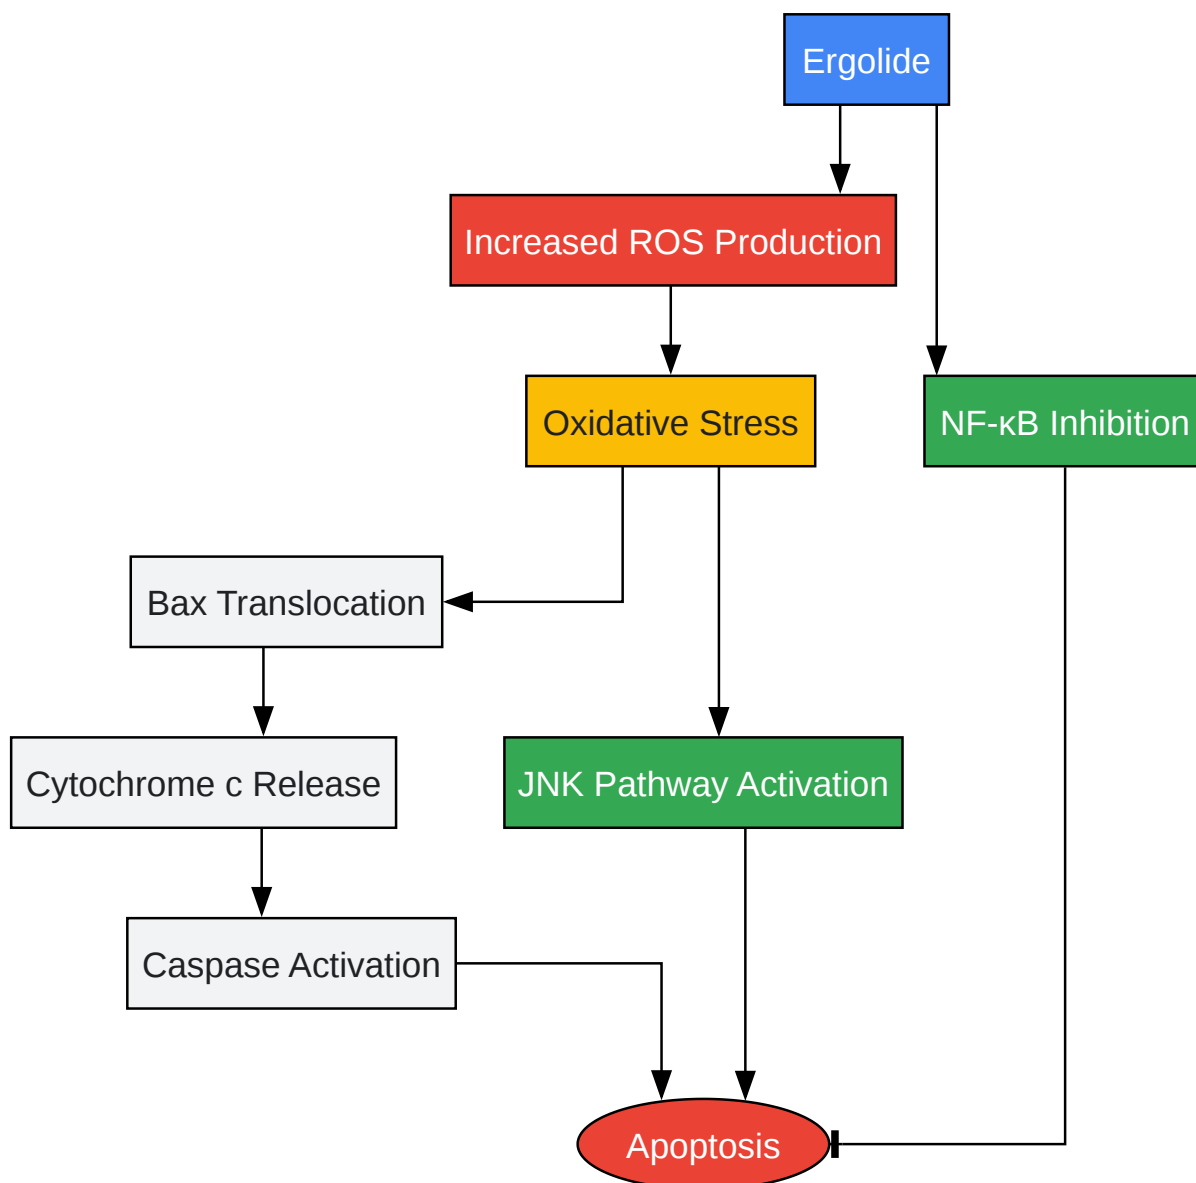 Ergolide
Increased ROS Production
Oxidative Stress
NF-κB Inhibition
Bax Translocation
Cytochrome c Release
JNK Pathway Activation
Caspase Activation
Apoptosis